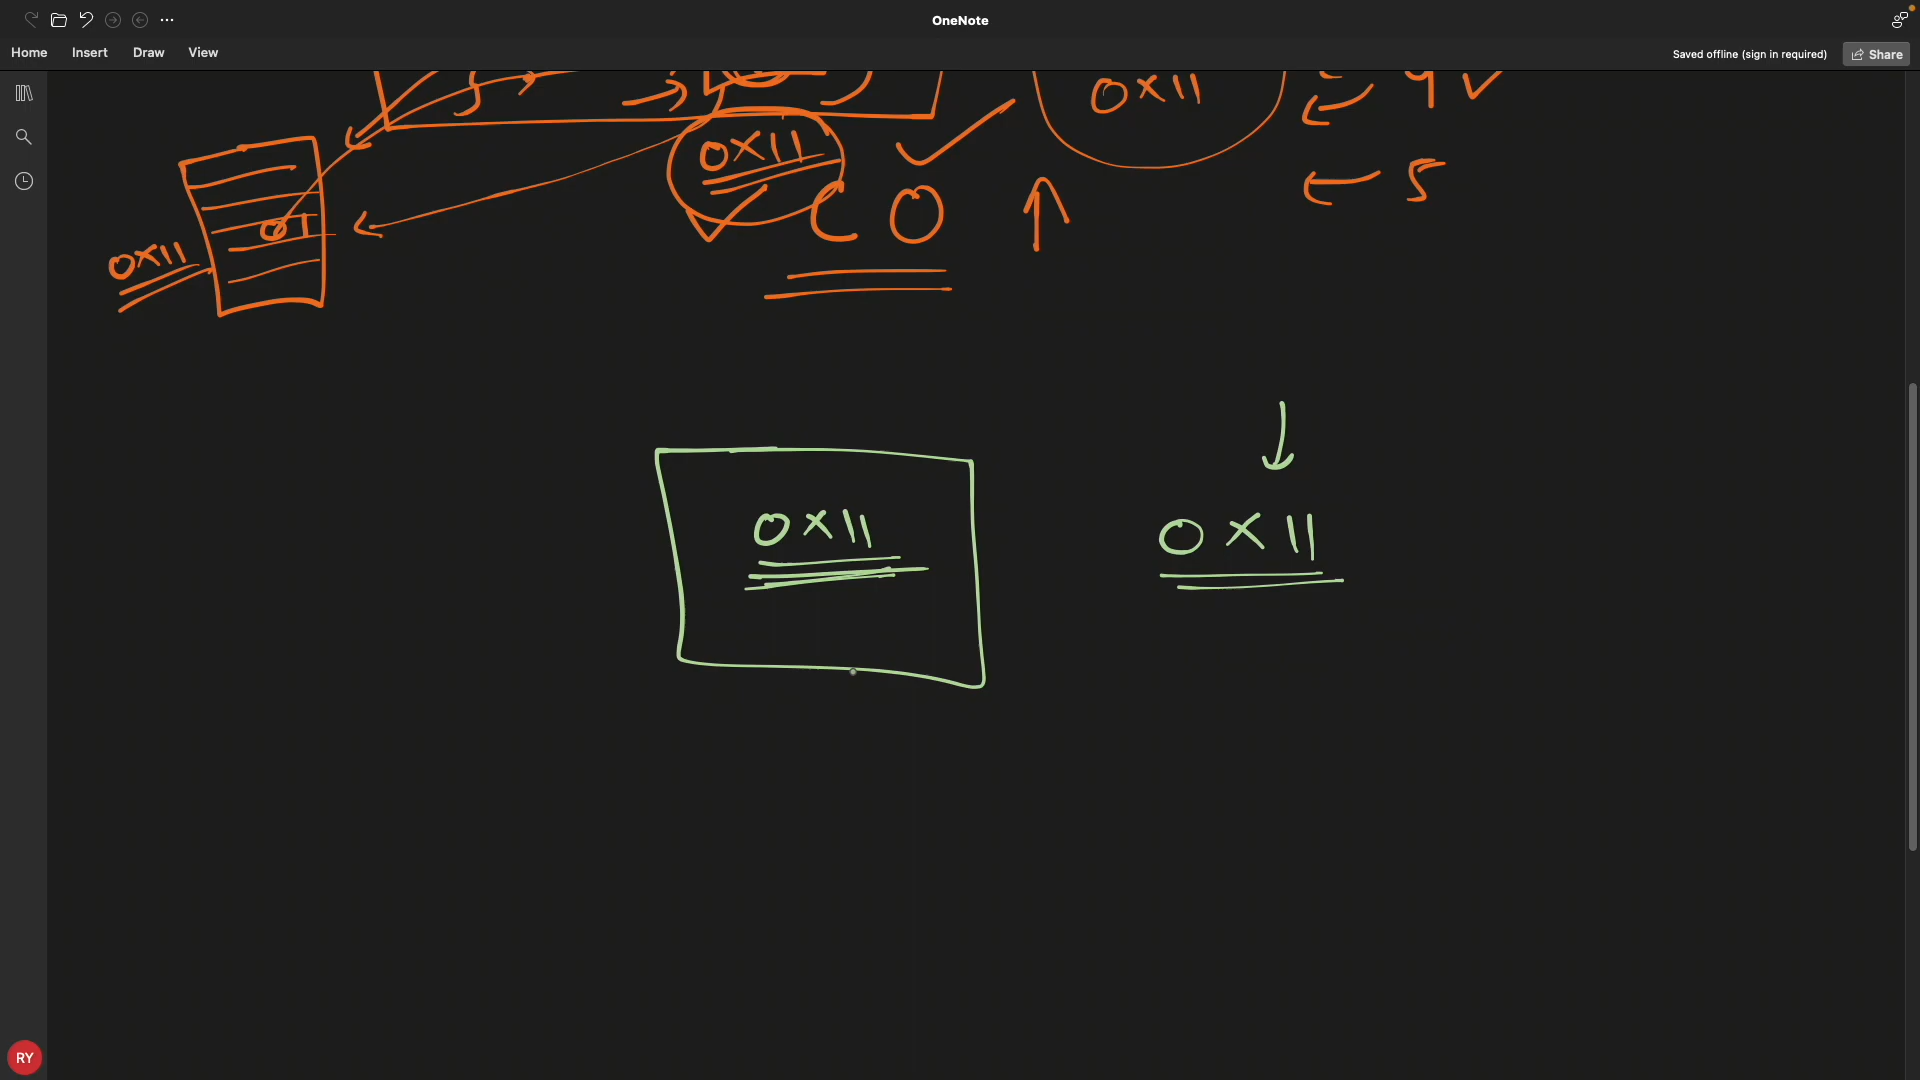 OneNote
Home Insert Draw View
Saved offline (sign in required) Share
0x11 4
0x11
C O 5
01
0x11
0x11 0x11
RY